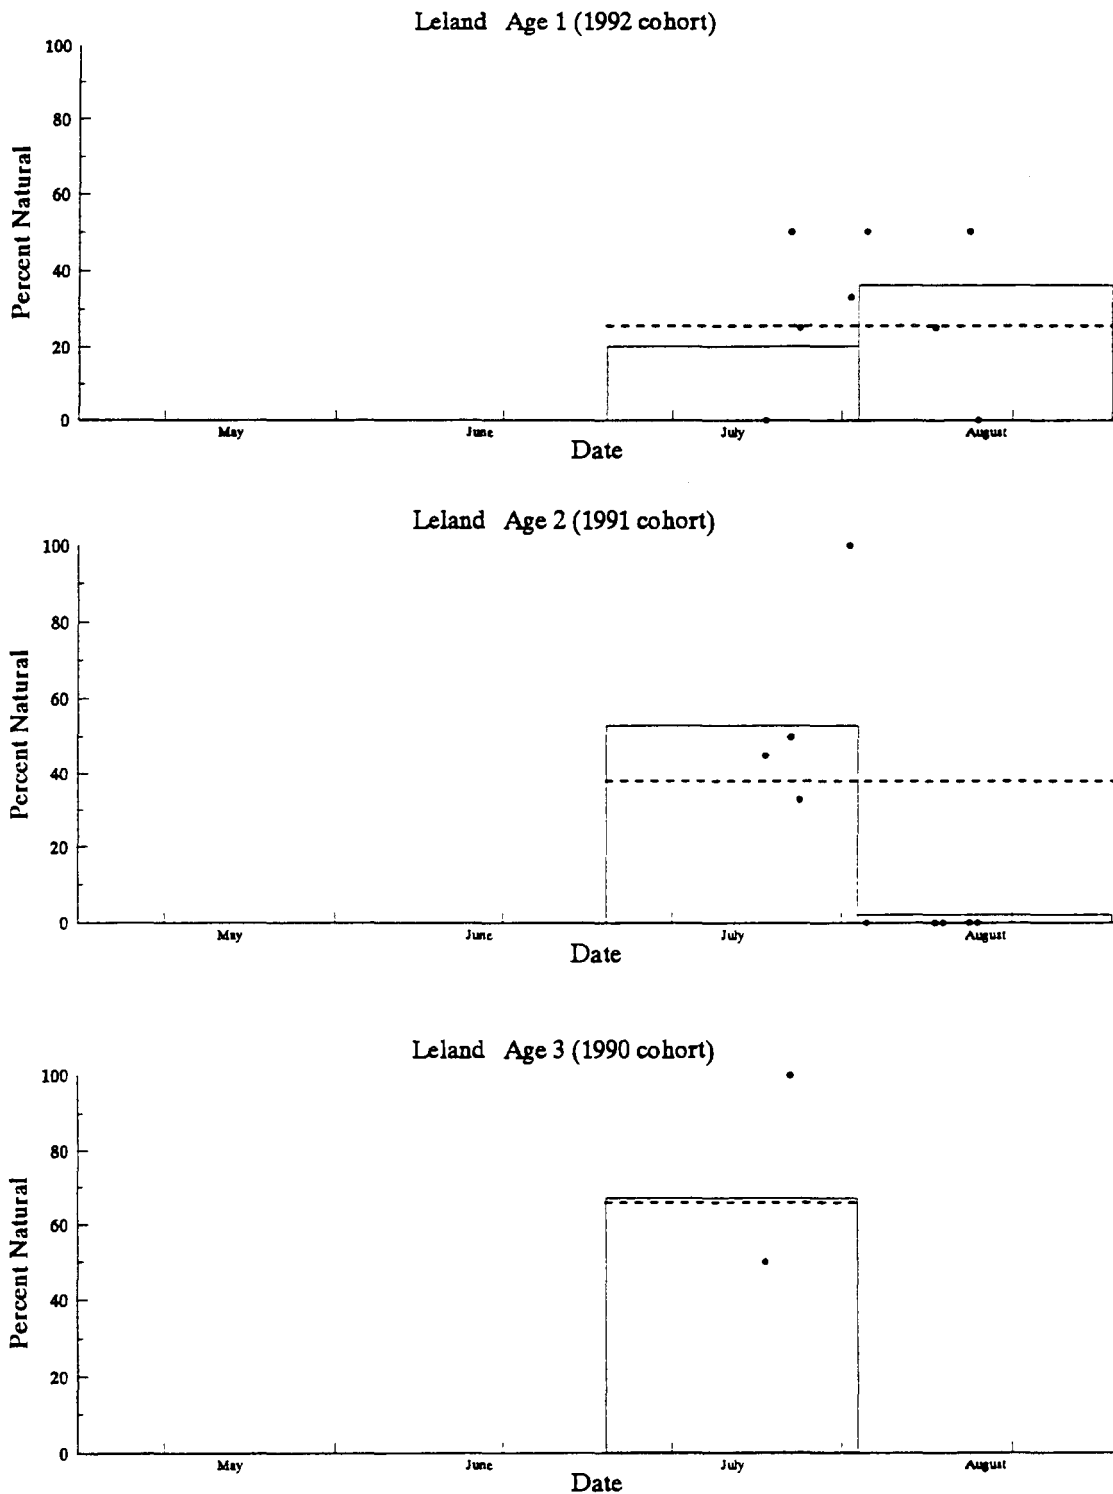 Leland Age 1 (1992 cohort)
100
80
60
40
20
0
Percent Natural
May June July August
Date
Leland Age 2 (1991 cohort)
100
80
60
40
20
0
Percent Natural
May June July August
Date
Leland Age 3 (1990 cohort)
100
80
60
40
20
0
Percent Natural
May June July August
Date